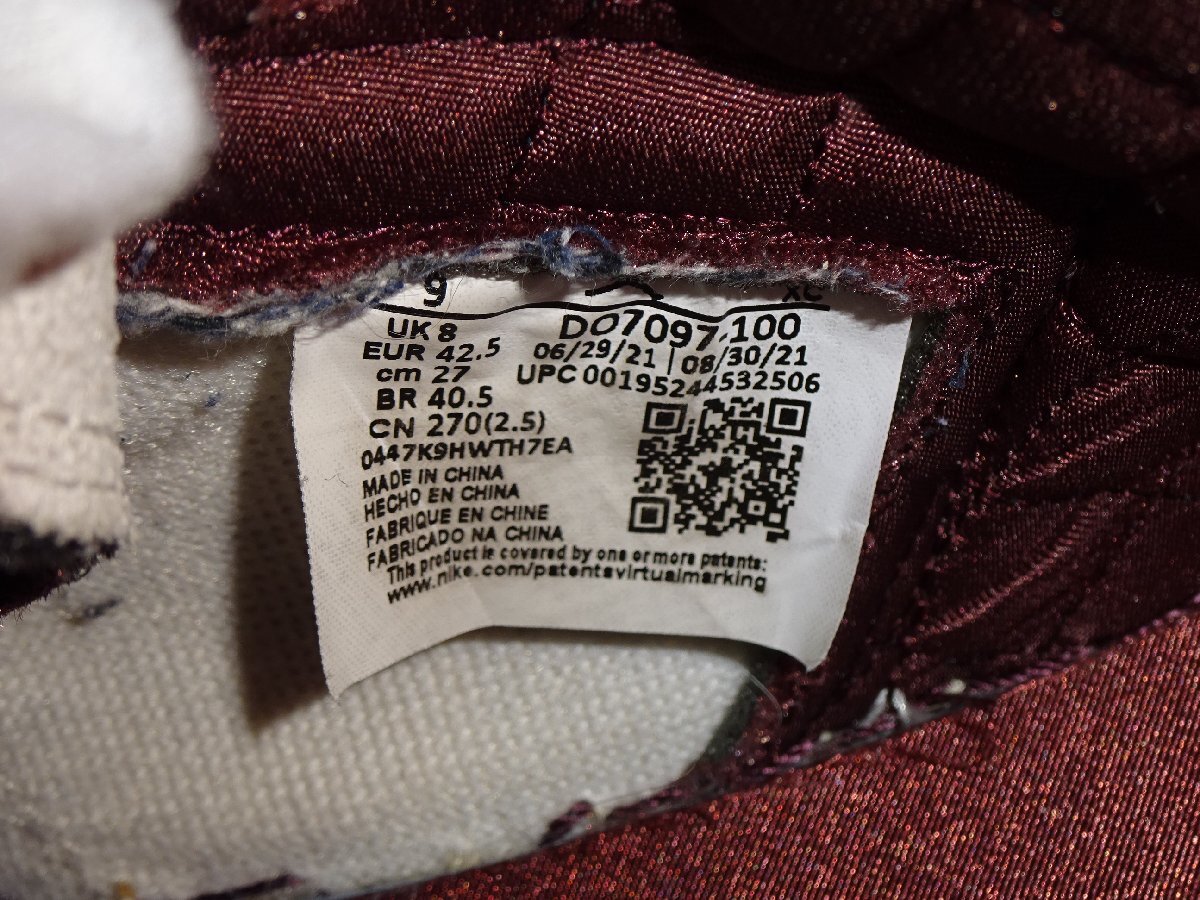 9 XC
UK 8
EUR 42.5
cm 27
BR 40.5
CN 270(2.5)
DO7097-100
06/29/21 | 08/30/21
UPC 00195244532506
0447K9HWTH7EA
MADE IN CHINA
HECHO EN CHINA
FABRIQUE EN CHINE
FABRICADO NA CHINA
This product is covered by one or more patents:
www.nike.com/patentsvirtualmarking